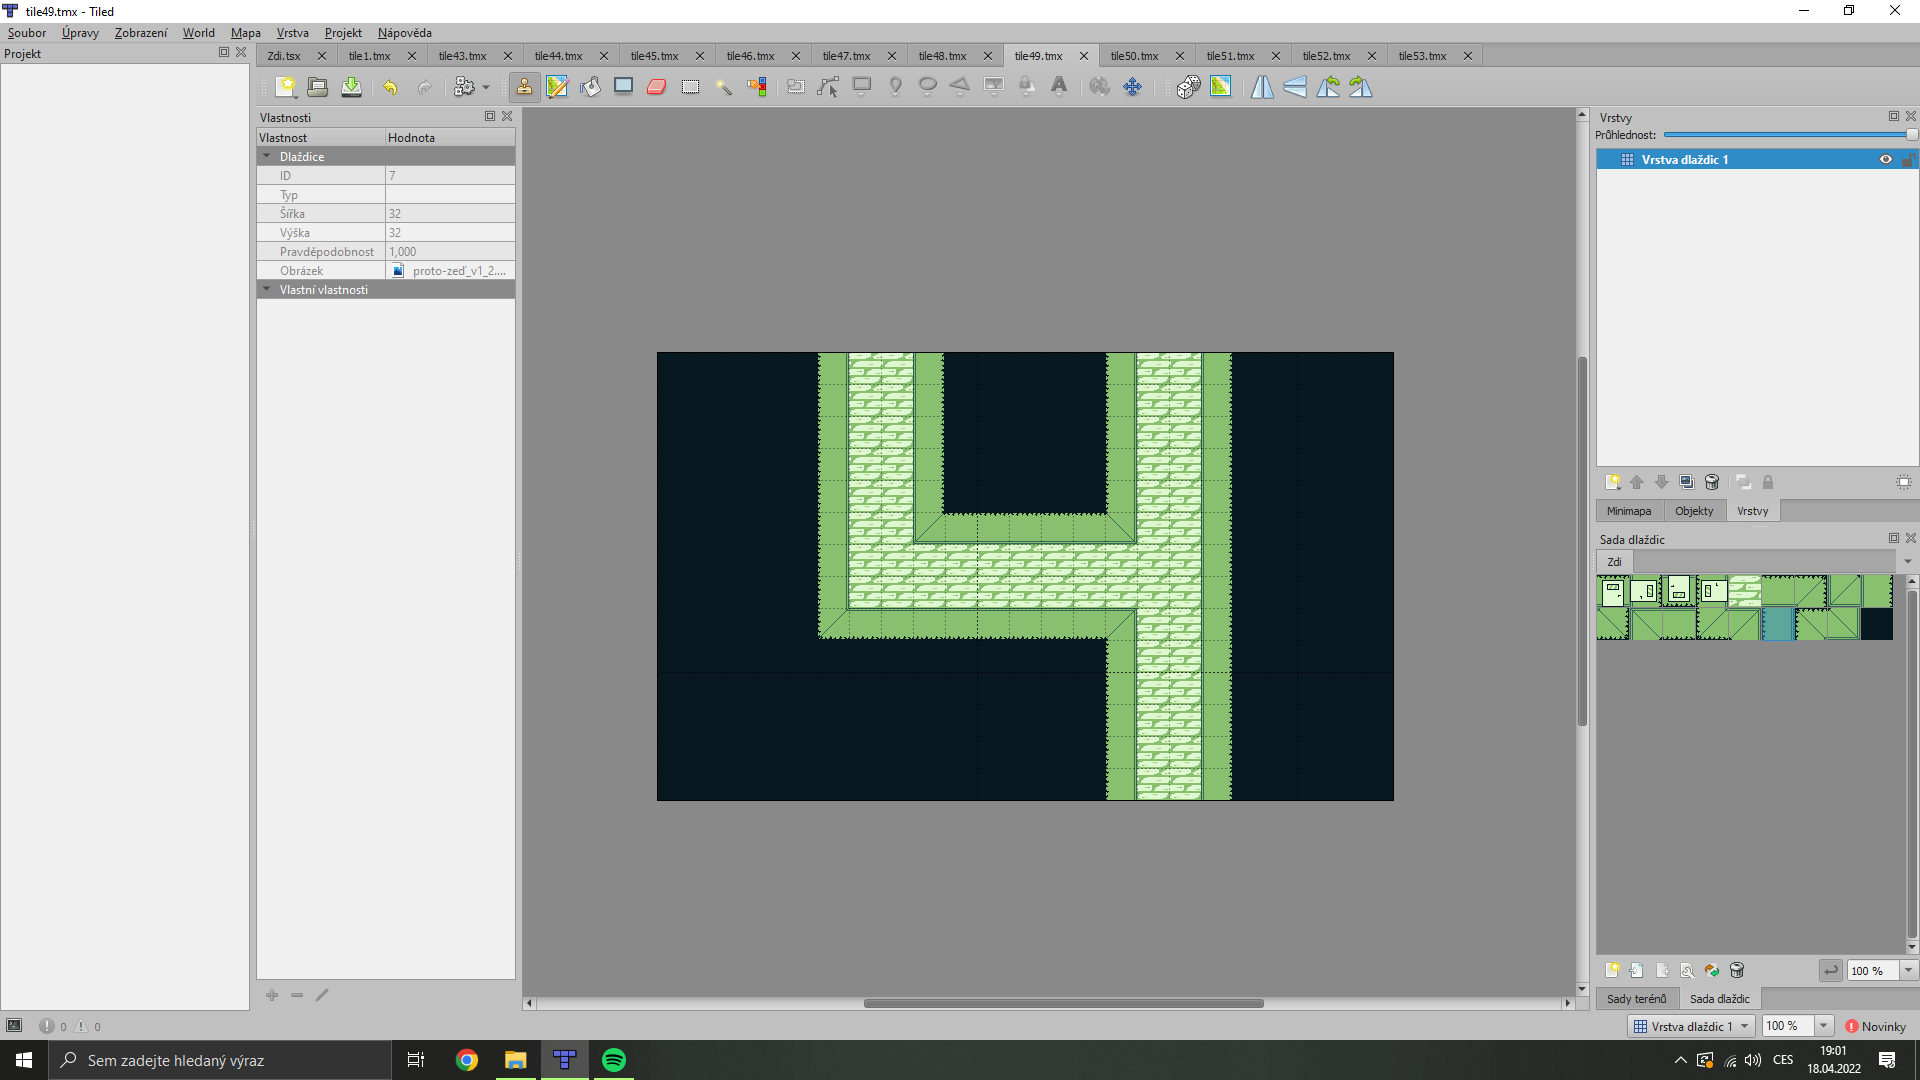 tile49.tmx - Tiled
Soubor Úpravy Zobrazení World Mapa Vrstva Projekt Nápověda
Projekt
Zdi.tsx tile1.tmx tile43.tmx tile44.tmx tile45.tmx tile46.tmx tile47.tmx tile48.tmx tile49.tmx tile50.tmx tile51.tmx tile52.tmx tile53.tmx
Vlastnosti
Vlastnost Hodnota
Dlaždice
ID 7
Typ
Šířka 32
Výška 32
Pravděpodobnost 1,000
Obrázek proto-zeď_v1_2....
Vlastní vlastnosti
Vrstvy
Průhlednost:
Vrstva dlaždic 1
Minimapa Objekty Vrstvy
Sada dlaždic
Zdi
100 %
Sady terénů Sada dlaždic
0 0
Vrstva dlaždic 1 100 % Novinky
Sem zadejte hledaný výraz
CES
19:01
18.04.2022